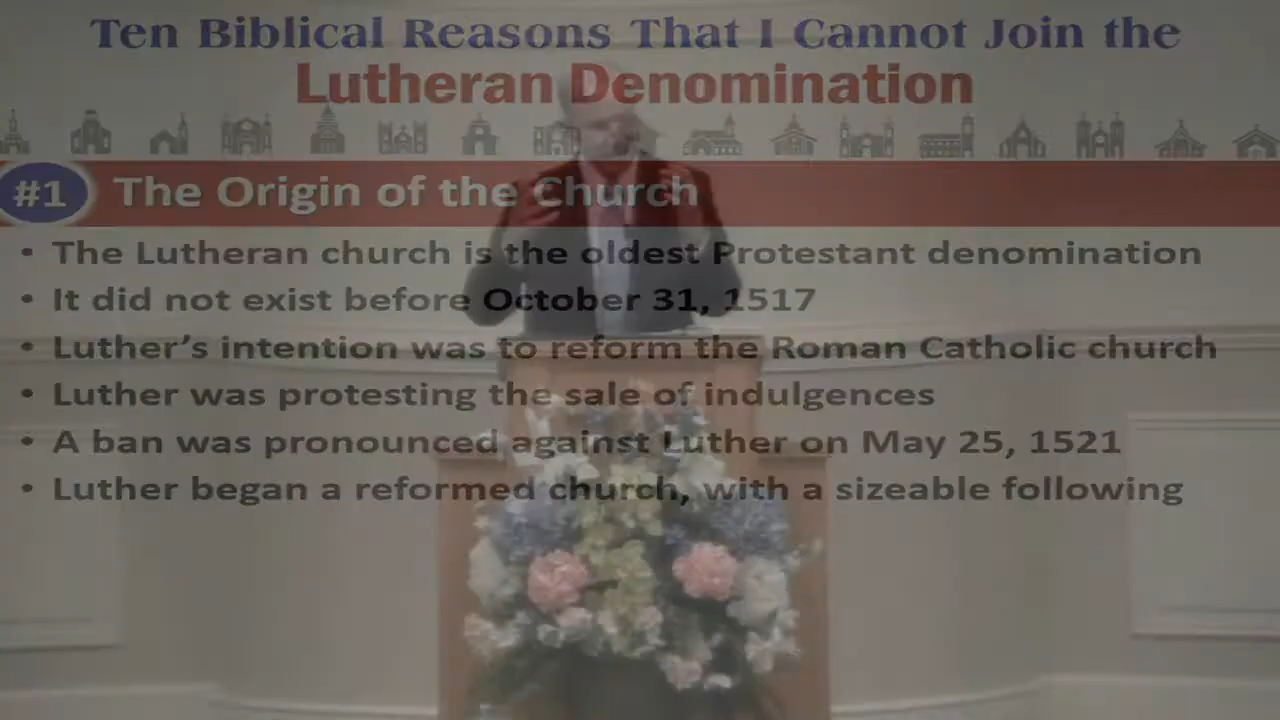 Ten Biblical Reasons That I Cannot Join the
Lutheran Denomination
#1 The Origin of the Church
• The Lutheran church is the oldest Protestant denomination
• It did not exist before October 31, 1517
• Luther’s intention was to reform the Roman Catholic church
• Luther was protesting the sale of indulgences
• A ban was pronounced against Luther on May 25, 1521
• Luther began a reformed church, with a sizeable following